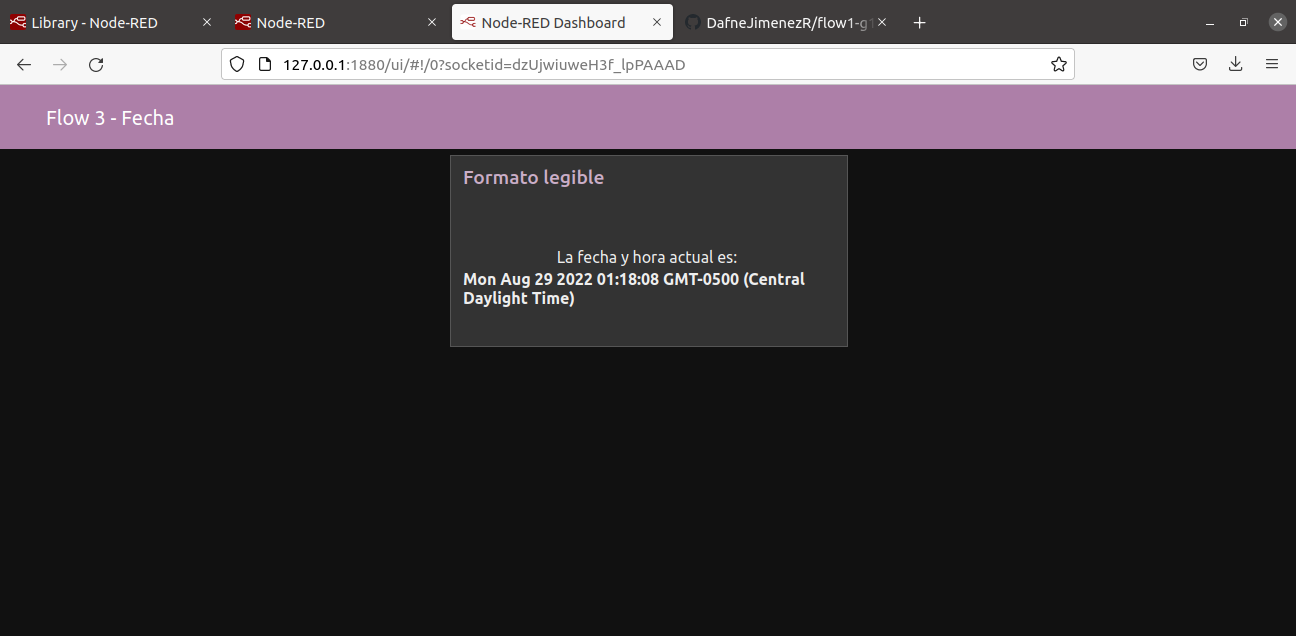 Library - Node-RED
Node-RED
Node-RED Dashboard
DafneJimenezR/flow1-g1
127.0.0.1:1880/ui/#!/0?socketid=dzUjwiuweH3f_lpPAAAD
Flow 3 - Fecha
Formato legible
La fecha y hora actual es:
Mon Aug 29 2022 01:18:08 GMT-0500 (Central
Daylight Time)